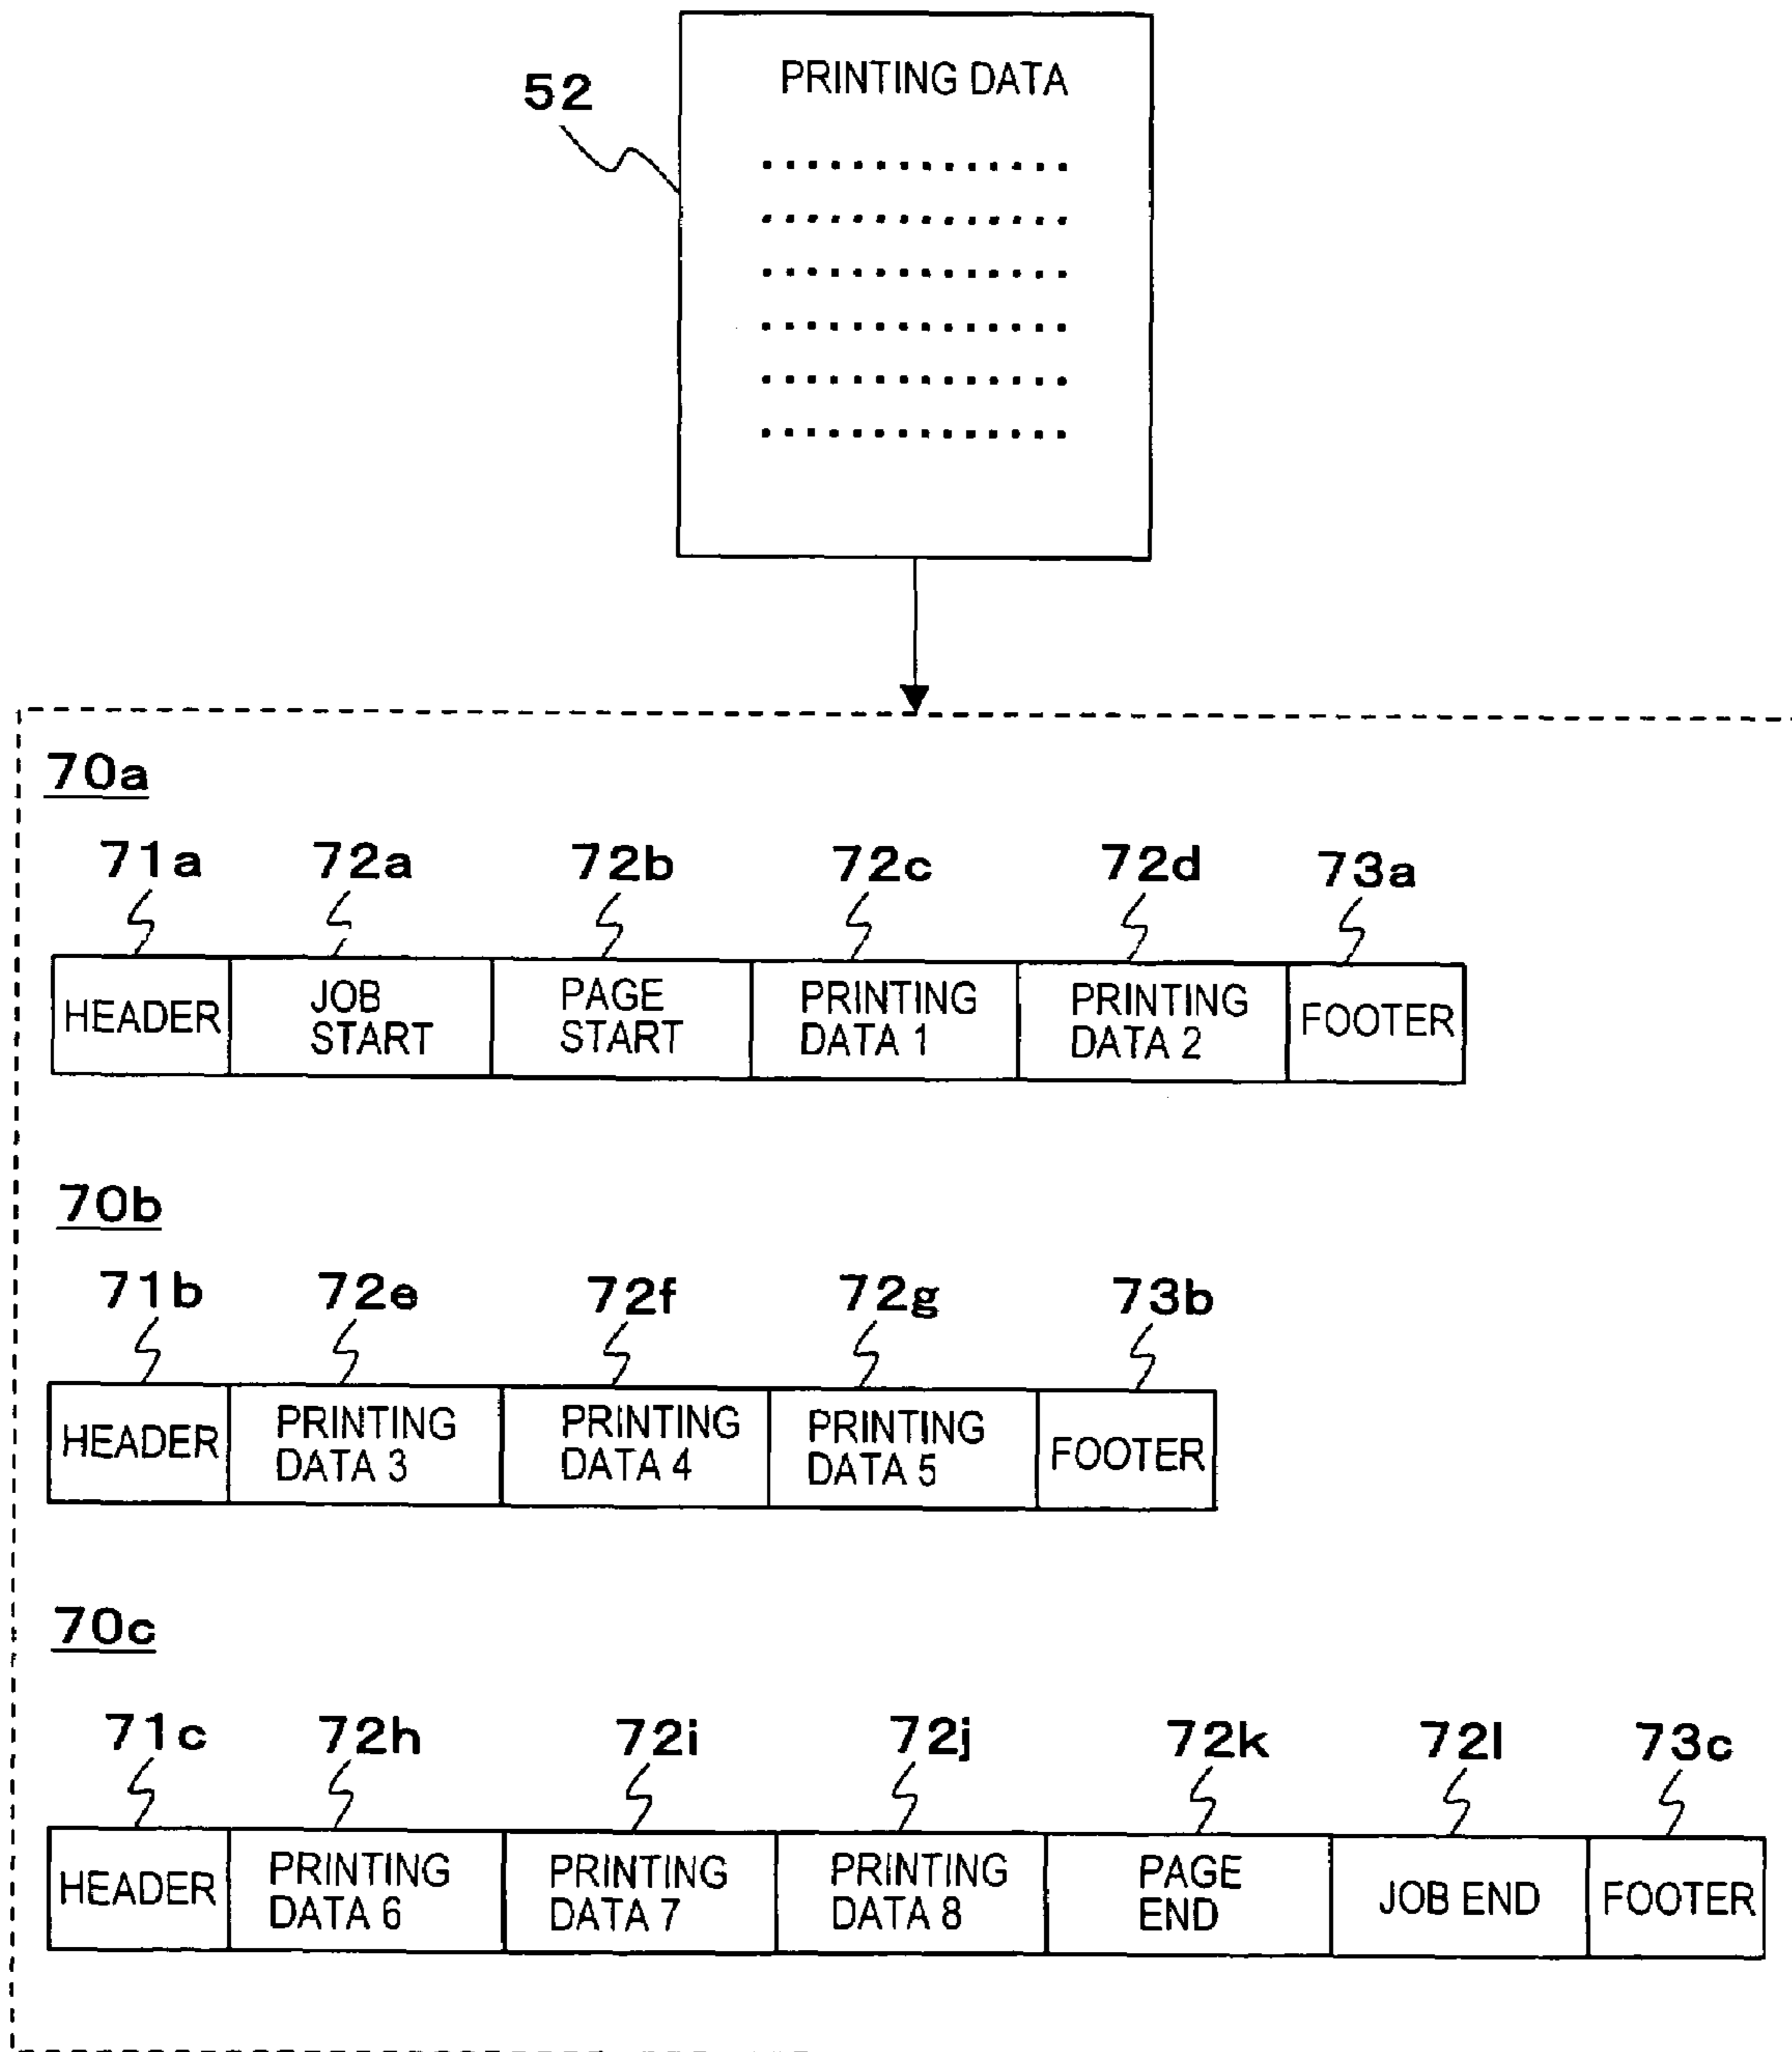 PRINTING DATA
52
70a
71a 72a 72b 72c 72d 73a
HEADER JOB START PAGE START PRINTING DATA 1 PRINTING DATA 2 FOOTER
70b
71b 72e 72f 72g 73b
HEADER PRINTING DATA 3 PRINTING DATA 4 PRINTING DATA 5 FOOTER
70c
71c 72h 72i 72j 72k 72l 73c
HEADER PRINTING DATA 6 PRINTING DATA 7 PRINTING DATA 8 PAGE END JOB END FOOTER